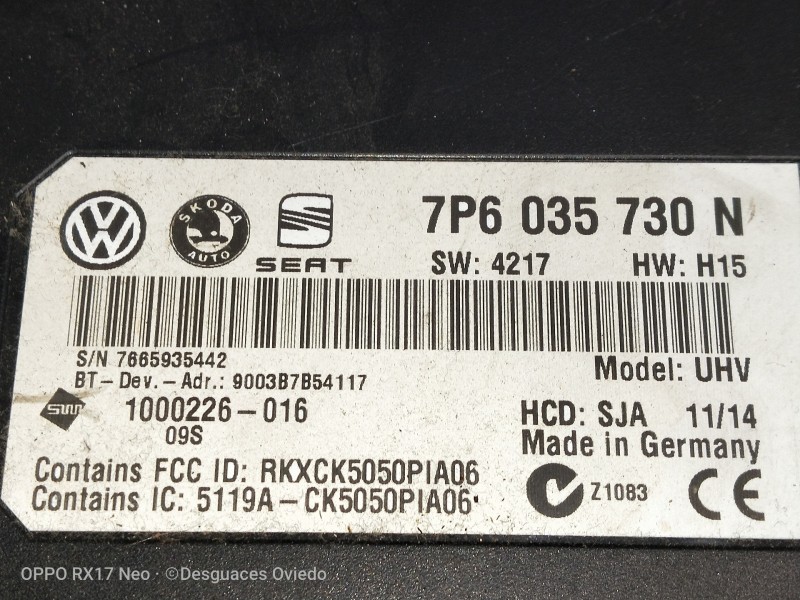 SKODA
AUTO
SEAT
7P6 035 730 N
SW: 4217 HW: H15
S/N 7665935442
BT-Dev.-Adr.: 9003B7B54117
Model: UHV
1000226-016
09S
HCD: SJA 11/14
Made in Germany
Contains FCC ID: RKXCK5050PIA06
Contains IC: 5119A-CK5050PIA06
Z1083
CE
OPPO RX17 Neo · ©Desguaces Oviedo